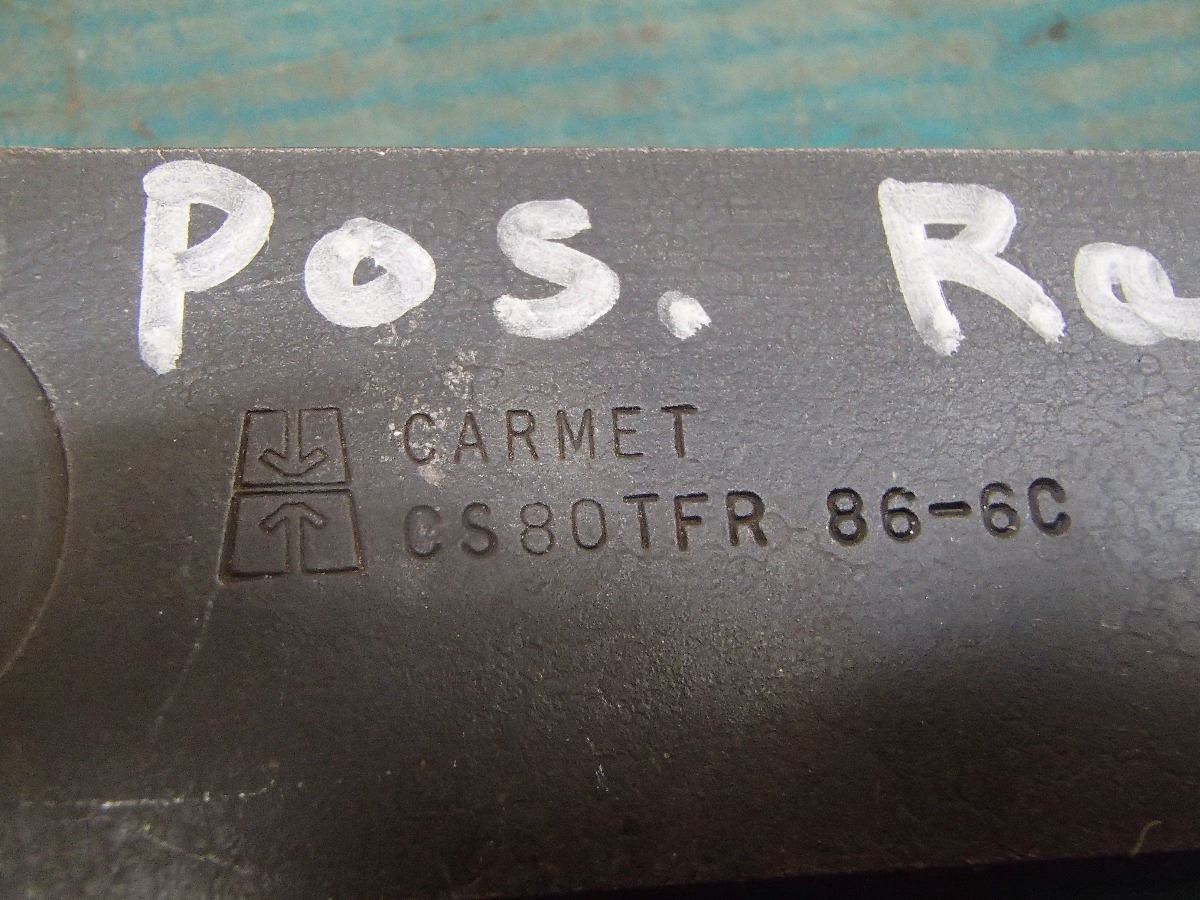 Pos. Ra
CARMET
CS80TFR 86-6C